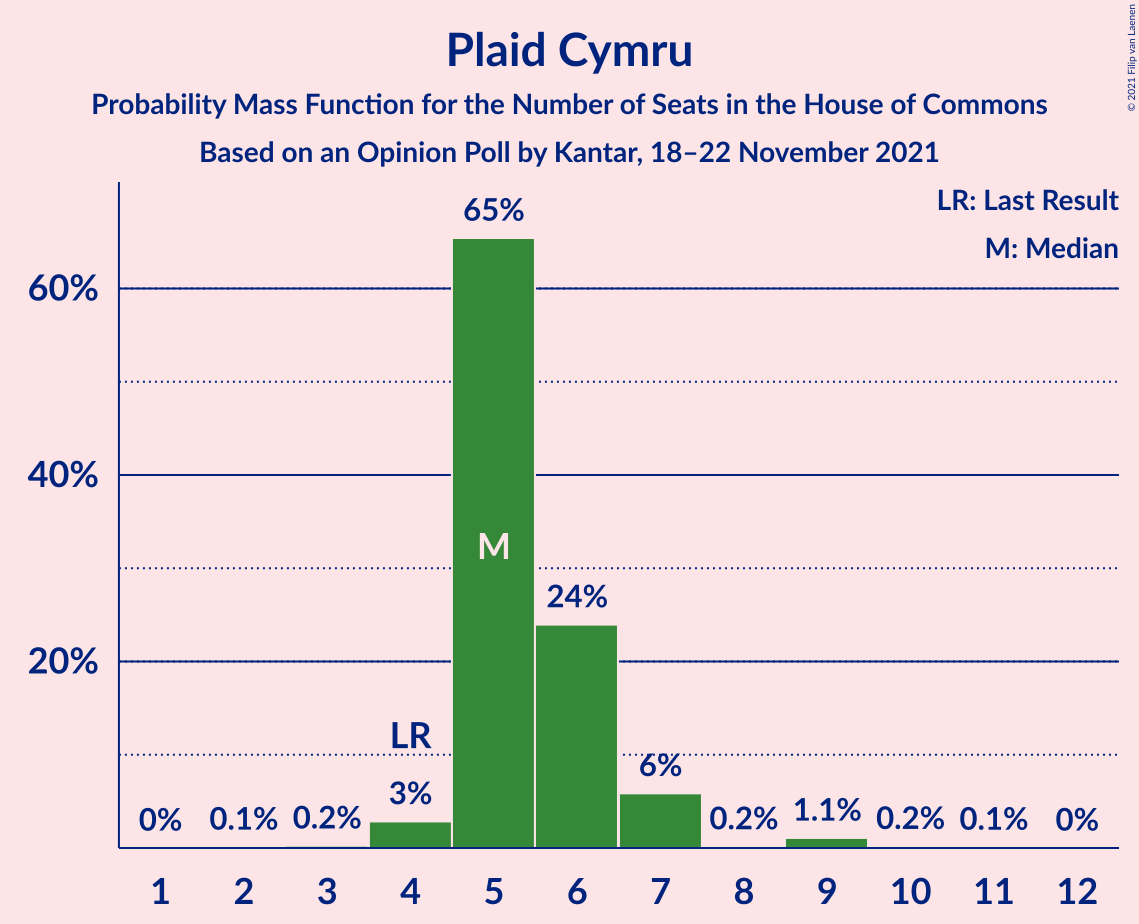 Plaid Cymru
Probability Mass Function for the Number of Seats in the House of Commons
Based on an Opinion Poll by Kantar, 18–22 November 2021
© 2021 Filip van Laenen
LR: Last Result
M: Median
65%
60%
40%
M
24%
20%
LR
6%
3%
0% 0.1% 0.2% 0.2% 1.1% 0.2% 0.1% 0%
1 2 3 4 5 6 7 8 9 10 11 12